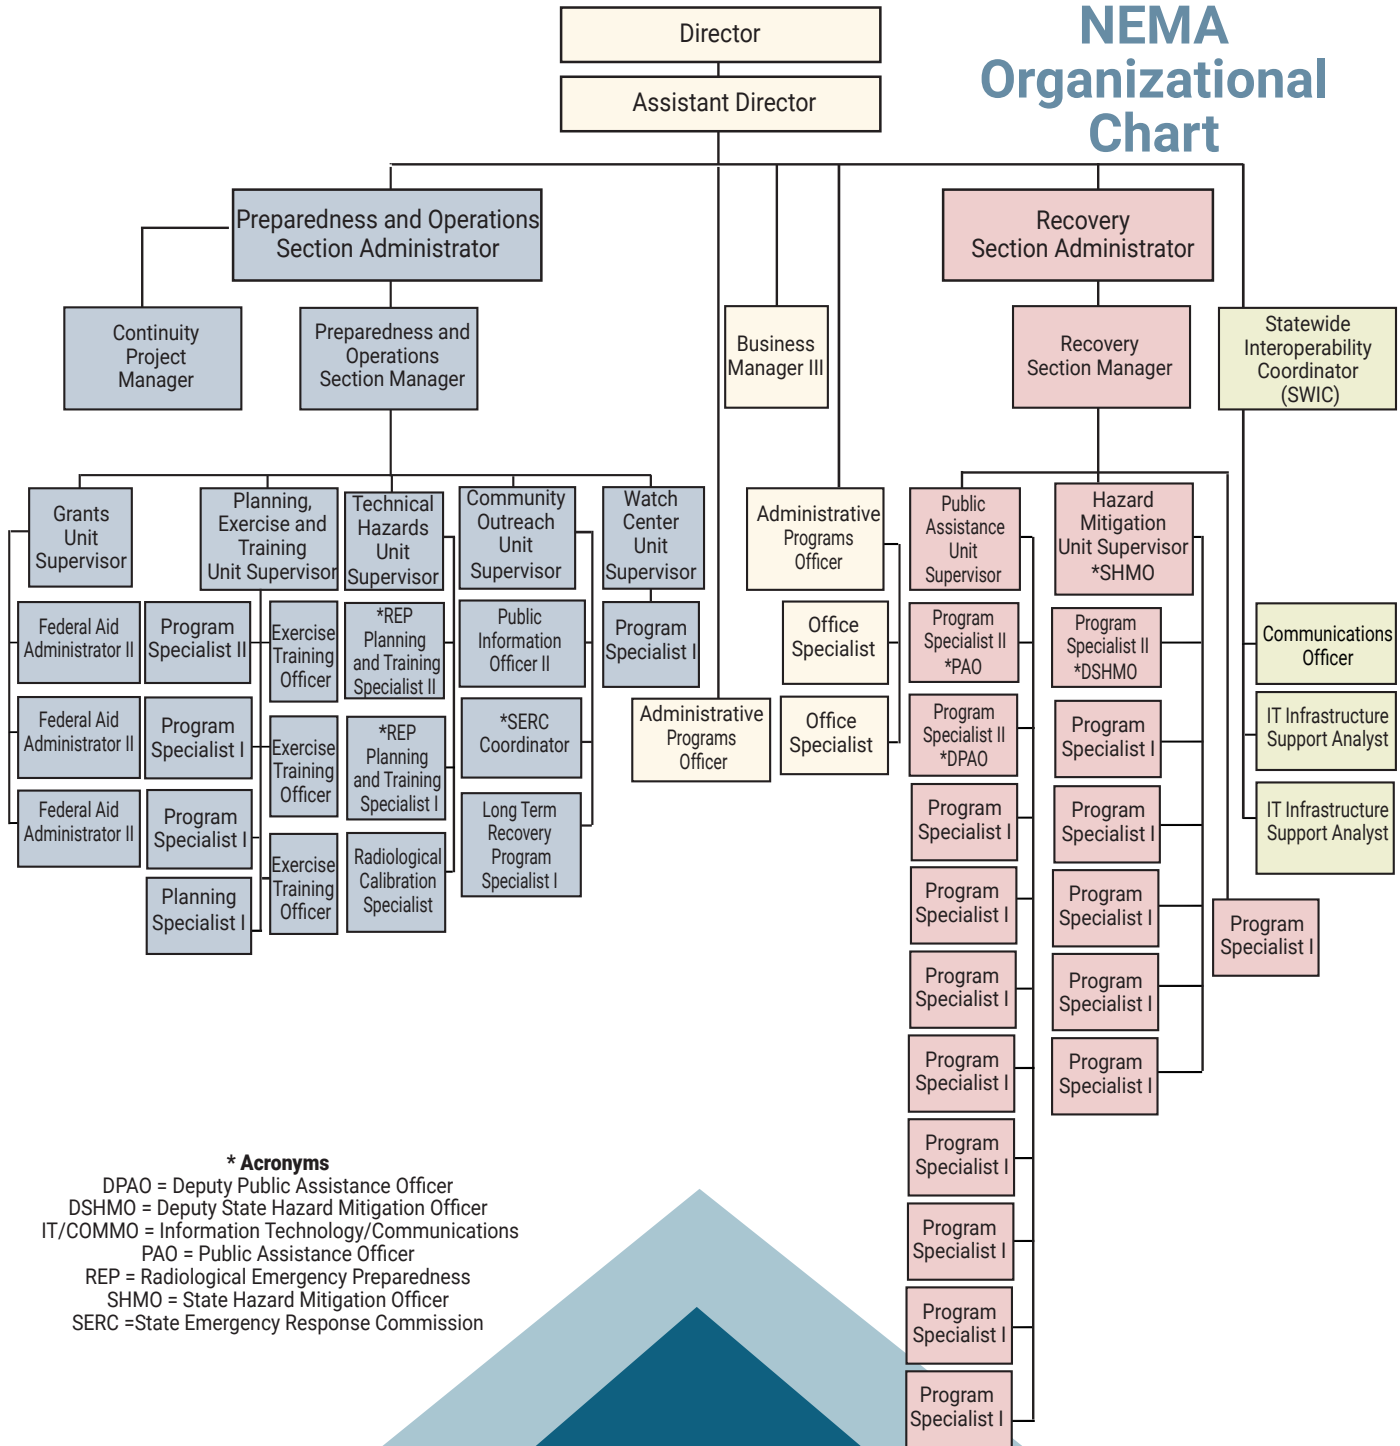 NEMA
Organizational
Chart
Director
Assistant Director
Preparedness and Operations
Section Administrator
Recovery
Section Administrator
Continuity
Project
Manager
Preparedness and
Operations
Section Manager
Business
Manager III
Recovery
Section Manager
Statewide
Interoperability
Coordinator
(SWIC)
Grants
Unit
Supervisor
Planning,
Exercise and
Training
Unit Supervisor
Technical
Hazards
Unit
Supervisor
Community
Outreach
Unit
Supervisor
Watch
Center
Unit
Supervisor
Administrative
Programs
Officer
Public
Assistance
Unit
Supervisor
Hazard
Mitigation
Unit Supervisor
*SHMO
Federal Aid
Administrator II
Federal Aid
Administrator II
Federal Aid
Administrator II
Program
Specialist II
Program
Specialist I
Program
Specialist I
Planning
Specialist I
Exercise
Training
Officer
Exercise
Training
Officer
Exercise
Training
Officer
*REP
Planning
and Training
Specialist II
*REP
Planning
and Training
Specialist I
Radiological
Calibration
Specialist
Public
Information
Officer II
*SERC
Coordinator
Long Term
Recovery
Program
Specialist I
Program
Specialist I
Administrative
Programs
Officer
Office
Specialist
Office
Specialist
Program
Specialist II
*PAO
Program
Specialist II
*DPAO
Program
Specialist I
Program
Specialist I
Program
Specialist I
Program
Specialist I
Program
Specialist I
Program
Specialist I
Program
Specialist I
Program
Specialist I
Program
Specialist II
*DSHMO
Program
Specialist I
Program
Specialist I
Program
Specialist I
Program
Specialist I
Program
Specialist I
Program
Specialist I
Communications
Officer
IT Infrastructure
Support Analyst
IT Infrastructure
Support Analyst
* Acronyms
DPAO = Deputy Public Assistance Officer
DSHMO = Deputy State Hazard Mitigation Officer
IT/COMMO = Information Technology/Communications
PAO = Public Assistance Officer
REP = Radiological Emergency Preparedness
SHMO = State Hazard Mitigation Officer
SERC =State Emergency Response Commission